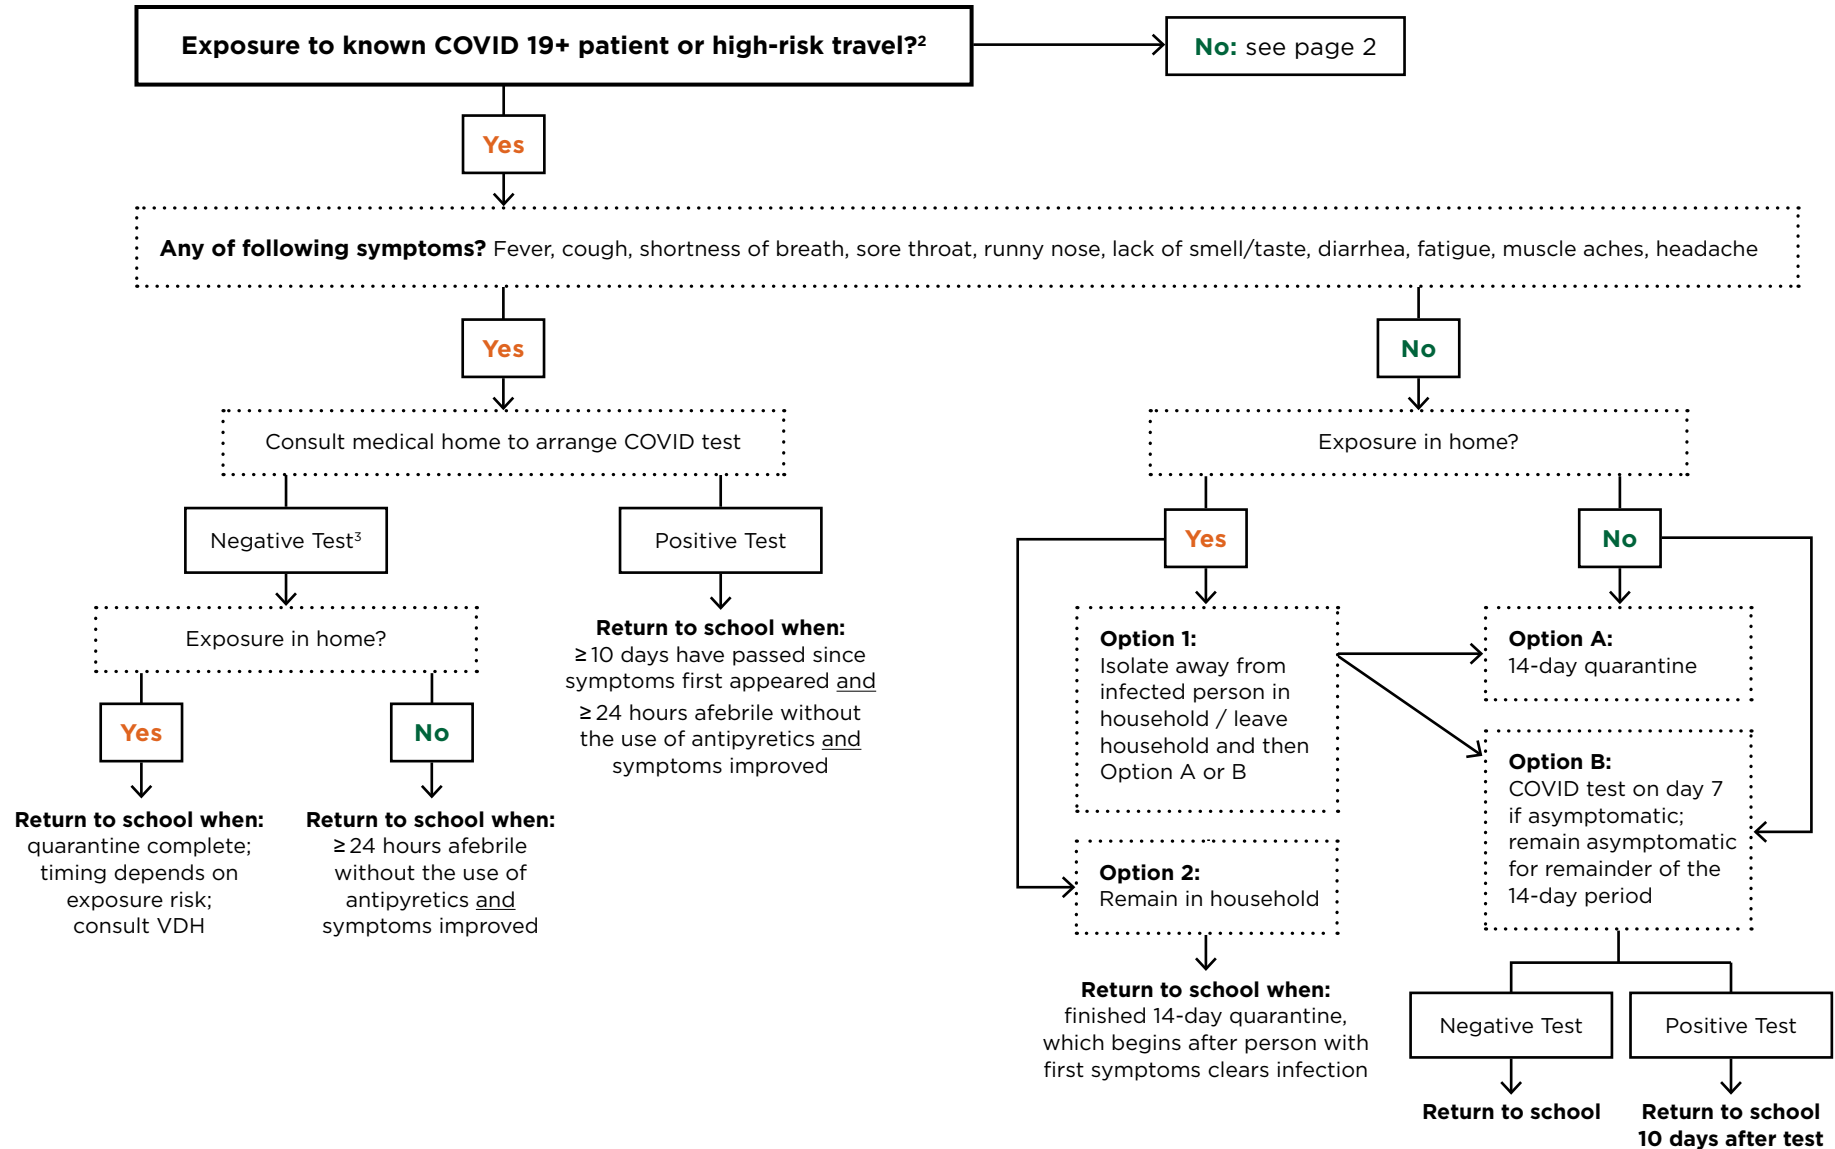 Exposure to known COVID 19+ patient or high-risk travel?²
No: see page 2
Yes
Any of following symptoms? Fever, cough, shortness of breath, sore throat, runny nose, lack of smell/taste, diarrhea, fatigue, muscle aches, headache
Yes
Consult medical home to arrange COVID test
Negative Test³
Exposure in home?
Yes
Return to school when:
quarantine complete;
timing depends on
exposure risk;
consult VDH
No
Return to school when:
≥ 24 hours afebrile
without the use of
antipyretics and
symptoms improved
Positive Test
Return to school when:
≥ 10 days have passed since
symptoms first appeared and
≥ 24 hours afebrile without
the use of antipyretics and
symptoms improved
No
Exposure in home?
Yes
Option 1:
Isolate away from
infected person in
household / leave
household and then
Option A or B
Option 2:
Remain in household
Return to school when:
finished 14-day quarantine,
which begins after person with
first symptoms clears infection
No
Option A:
14-day quarantine
Option B:
COVID test on day 7
if asymptomatic;
remain asymptomatic
for remainder of the
14-day period
Negative Test
Return to school
Positive Test
Return to school
10 days after test